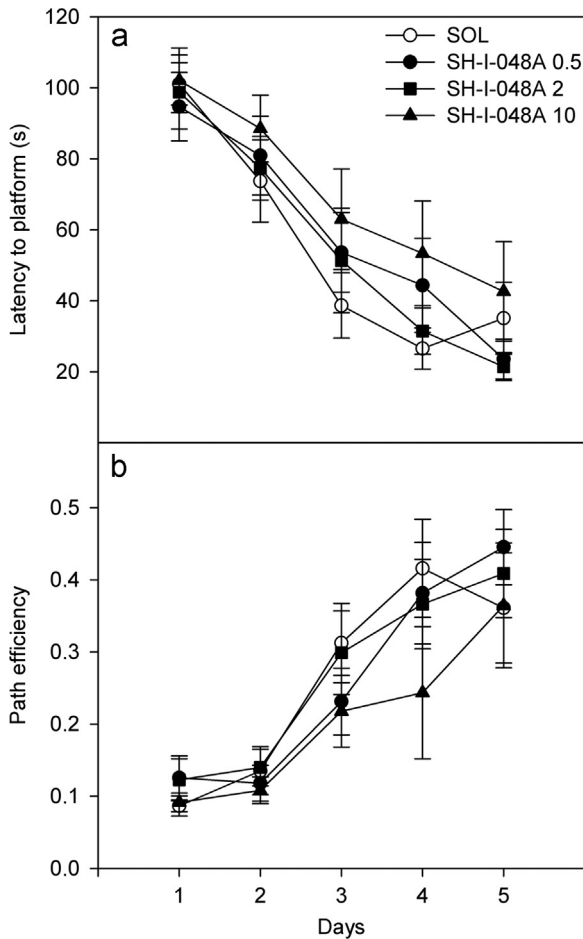 120
a
SOL
SH-I-048A 0.5
SH-I-048A 2
SH-I-048A 10
100
80
60
40
20
Latency to platform (s)
b
0.5
0.4
0.3
0.2
0.1
0.0
Path efficiency
1 2 3 4 5
Days